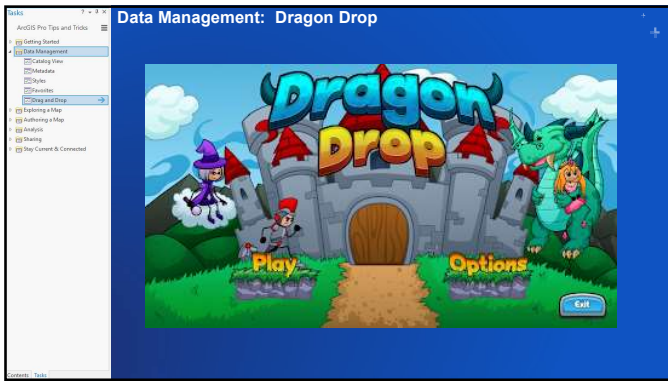 Tasks
ArcGIS Pro Tips and Tricks
Getting Started
Data Management
Catalog View
Metadata
Styles
Favorites
Drag and Drop
Exploring a Map
Authoring a Map
Analysis
Sharing
Stay Current & Connected
Contents Tasks
Data Management: Dragon Drop
Dragon
Drop
Play
Options
Exit